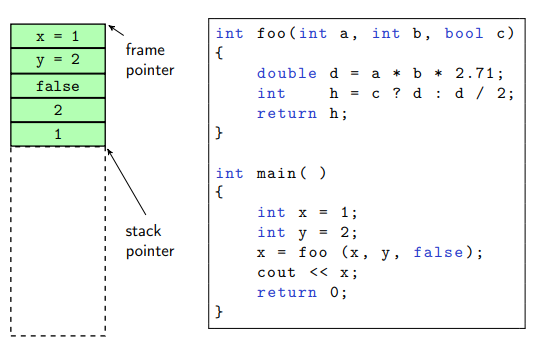 x = 1
y = 2
false
2
1
frame
pointer
stack
pointer
int foo(int a, int b, bool c)
{
    double d = a * b * 2.71;
    int    h = c ? d : d / 2;
    return h;
}
int main( )
{
    int x = 1;
    int y = 2;
    x = foo (x, y, false);
    cout << x;
    return 0;
}